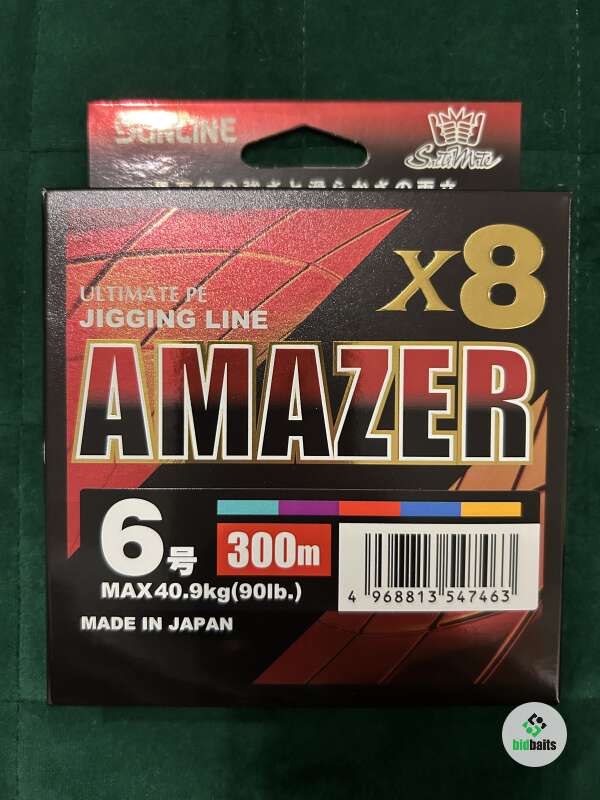 SUNLINE
SaltiMate
ULTIMATE PE
JIGGING LINE
X8
AMAZER
6号
300m
MAX40.9kg(90lb.)
MADE IN JAPAN
4 968813 547463
bidbaits